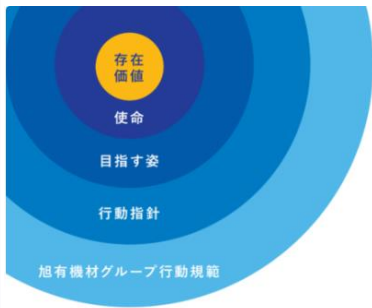 存在
価値
使命
目指す姿
行動指針
旭有機材グループ行動規範